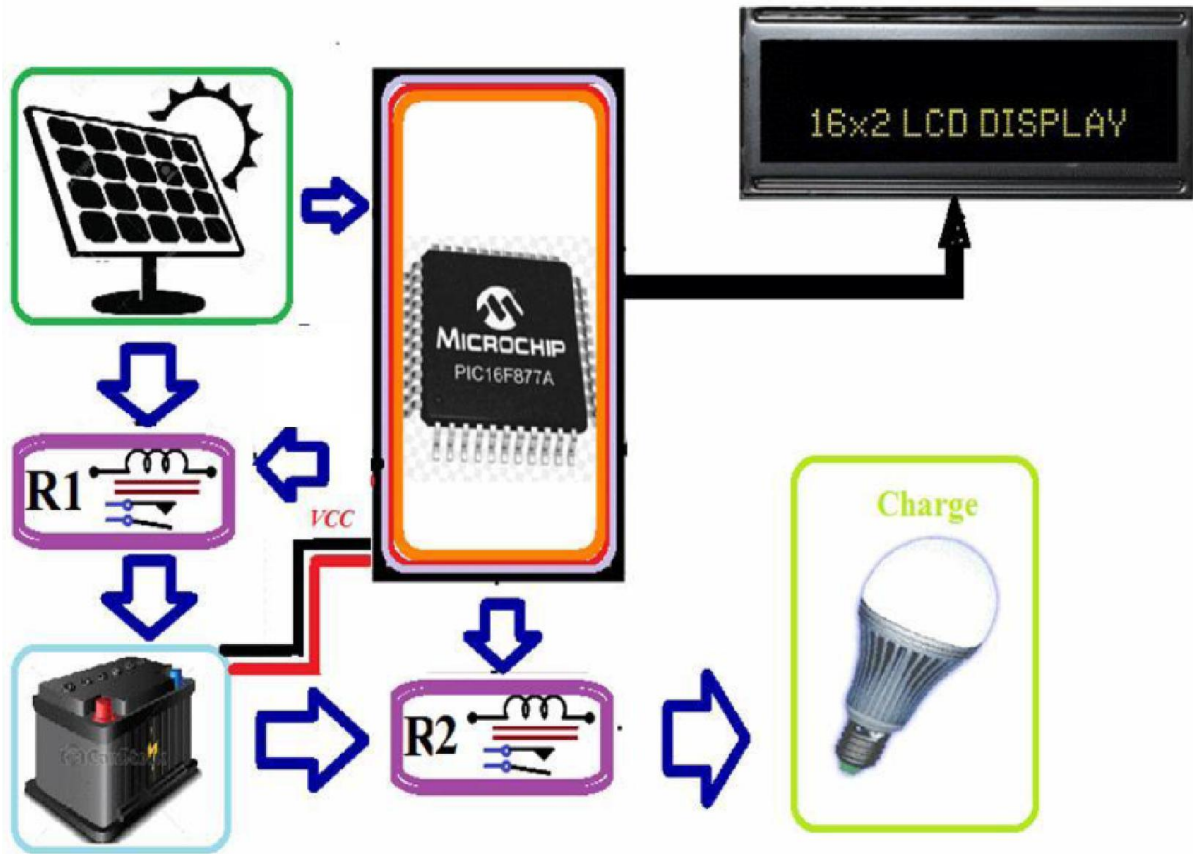 16x2 LCD DISPLAY
MICROCHIP
PIC16F877A
R1
VCC
Charge
R2